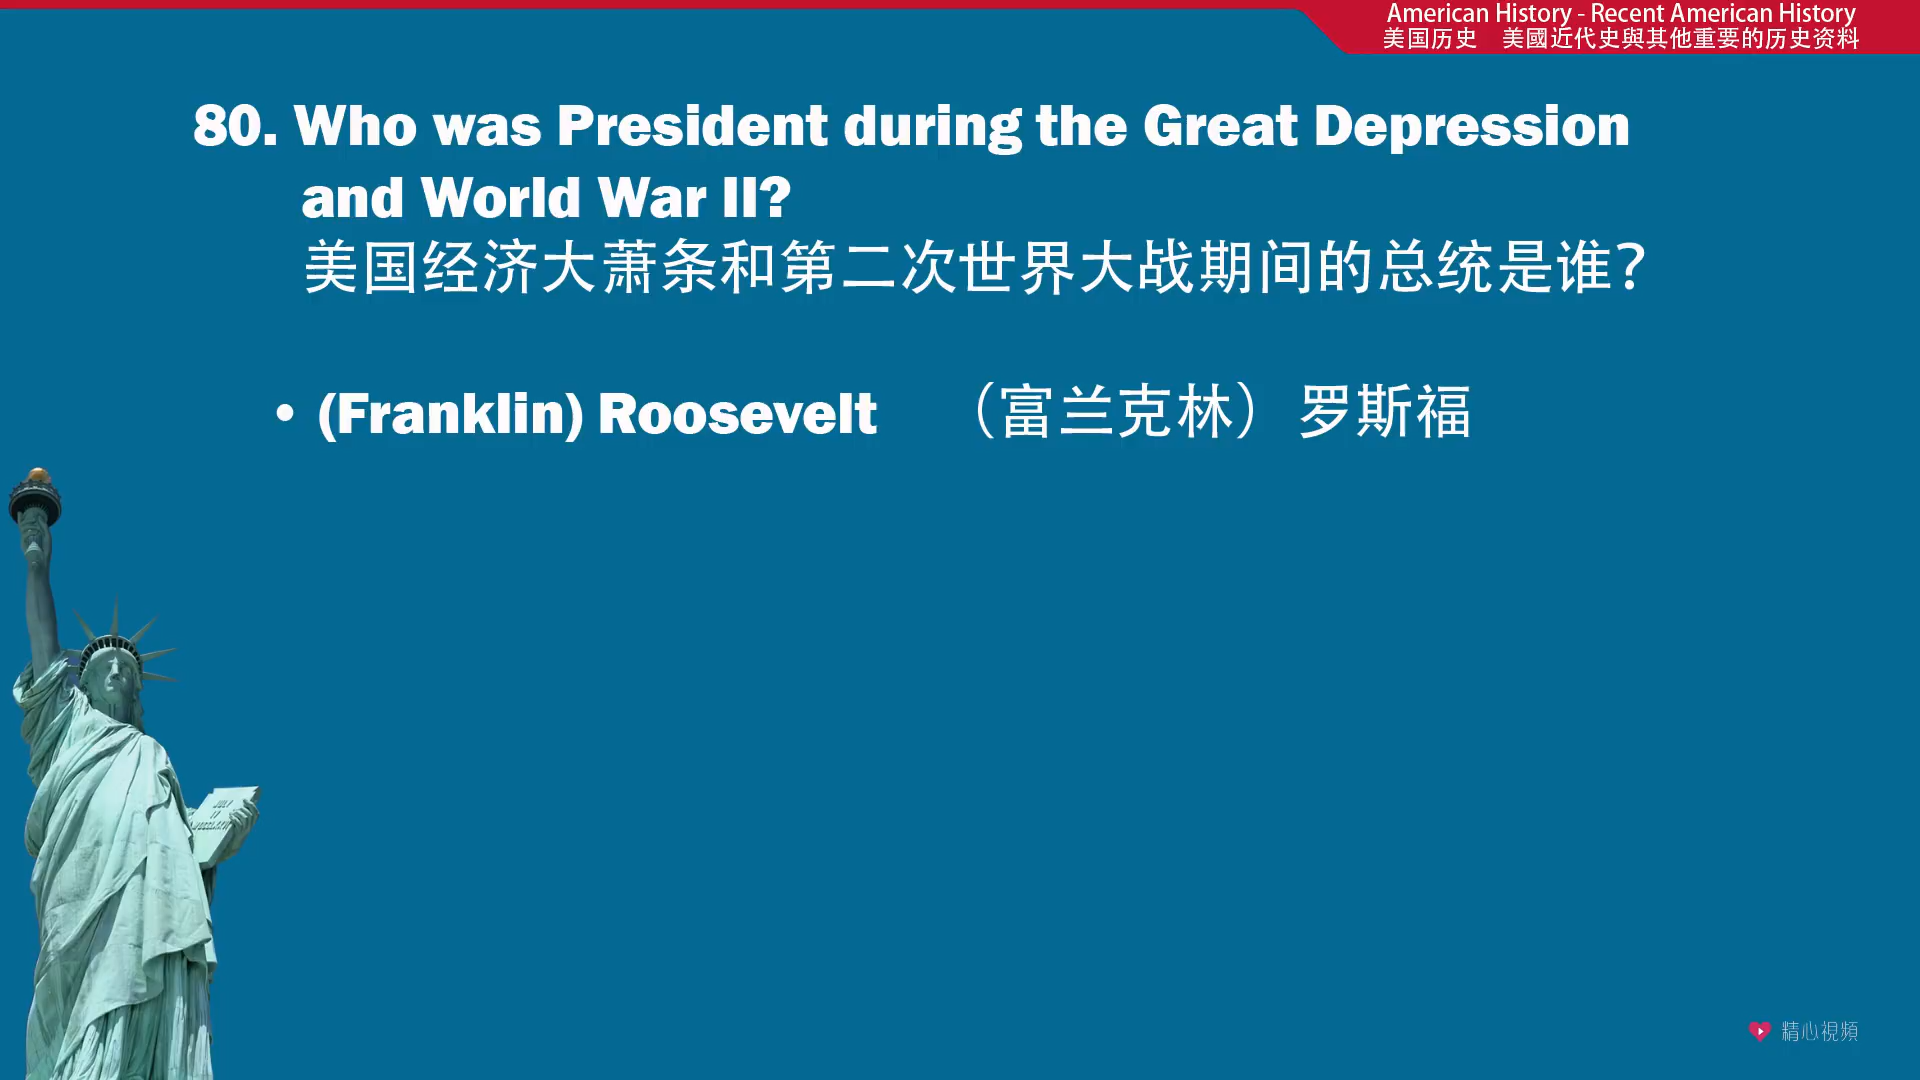 American History - Recent American History
美国历史 美國近代史與其他重要的历史资料
80. Who was President during the Great Depression
and World War II?
美国经济大萧条和第二次世界大战期间的总统是谁?
• (Franklin) Roosevelt （富兰克林）罗斯福
JULY
IV
精心視頻